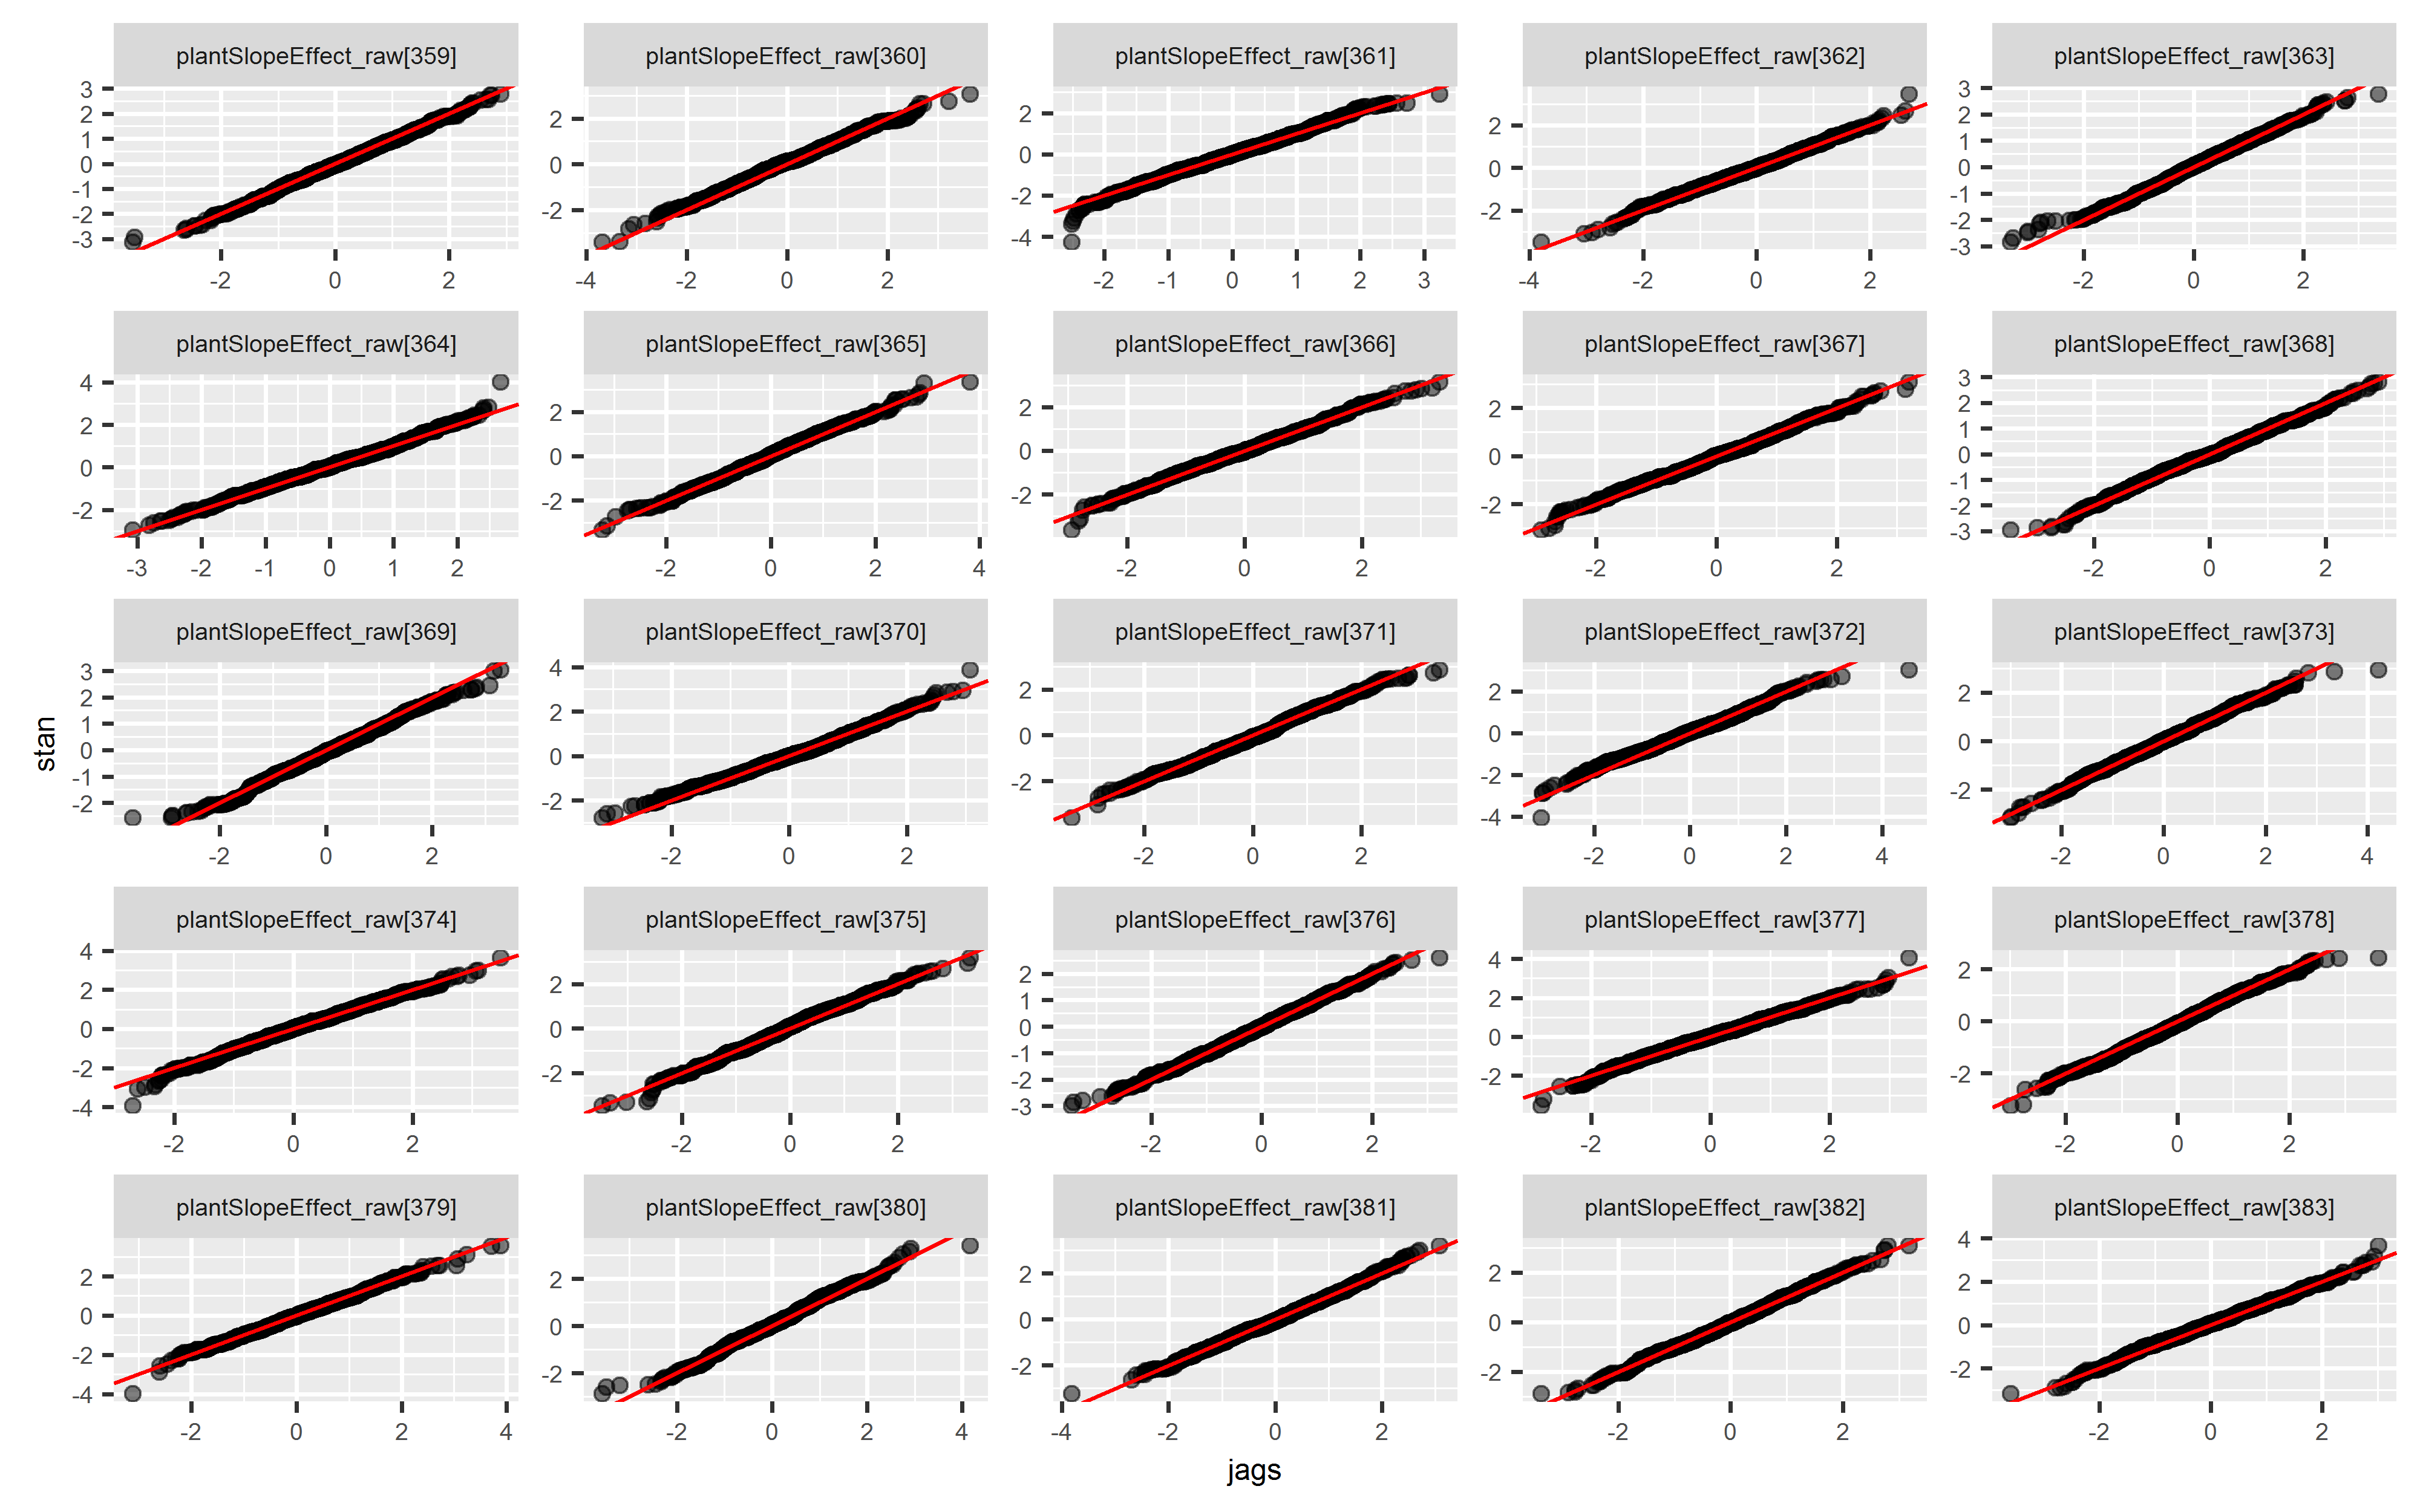 plantSlopeEffect_raw[359] plantSlopeEffect_raw[360] plantSlopeEffect_raw[361] plantSlopeEffect_raw[362] plantSlopeEffect_raw[363]
3 2 1 0 -1 -2 -3
2 0 -2
2 0 -2 -4
2 0 -2
3 2 1 0 -1 -2 -3
-2 0 2
-4 -2 0 2
-2 -1 0 1 2 3
-4 -2 0 2
-2 0 2
plantSlopeEffect_raw[364] plantSlopeEffect_raw[365] plantSlopeEffect_raw[366] plantSlopeEffect_raw[367] plantSlopeEffect_raw[368]
4 2 0 -2
2 0 -2
2 0 -2
2 0 -2
3 2 1 0 -1 -2 -3
-3 -2 -1 0 1 2
-2 0 2 4
-2 0 2
-2 0 2
-2 0 2
plantSlopeEffect_raw[369] plantSlopeEffect_raw[370] plantSlopeEffect_raw[371] plantSlopeEffect_raw[372] plantSlopeEffect_raw[373]
3 2 1 0 -1 -2
4 2 0 -2
2 0 -2
2 0 -2 -4
2 0 -2
-2 0 2
-2 0 2
-2 0 2
-2 0 2 4
-2 0 2 4
plantSlopeEffect_raw[374] plantSlopeEffect_raw[375] plantSlopeEffect_raw[376] plantSlopeEffect_raw[377] plantSlopeEffect_raw[378]
4 2 0 -2 -4
2 0 -2
2 1 0 -1 -2 -3
4 2 0 -2
2 0 -2
-2 0 2
-2 0 2
-2 0 2
-2 0 2
-2 0 2
plantSlopeEffect_raw[379] plantSlopeEffect_raw[380] plantSlopeEffect_raw[381] plantSlopeEffect_raw[382] plantSlopeEffect_raw[383]
2 0 -2 -4
2 0 -2
2 0 -2
2 0 -2
4 2 0 -2
-2 0 2 4
-2 0 2 4
-4 -2 0 2
-2 0 2
-2 0 2
stan
jags